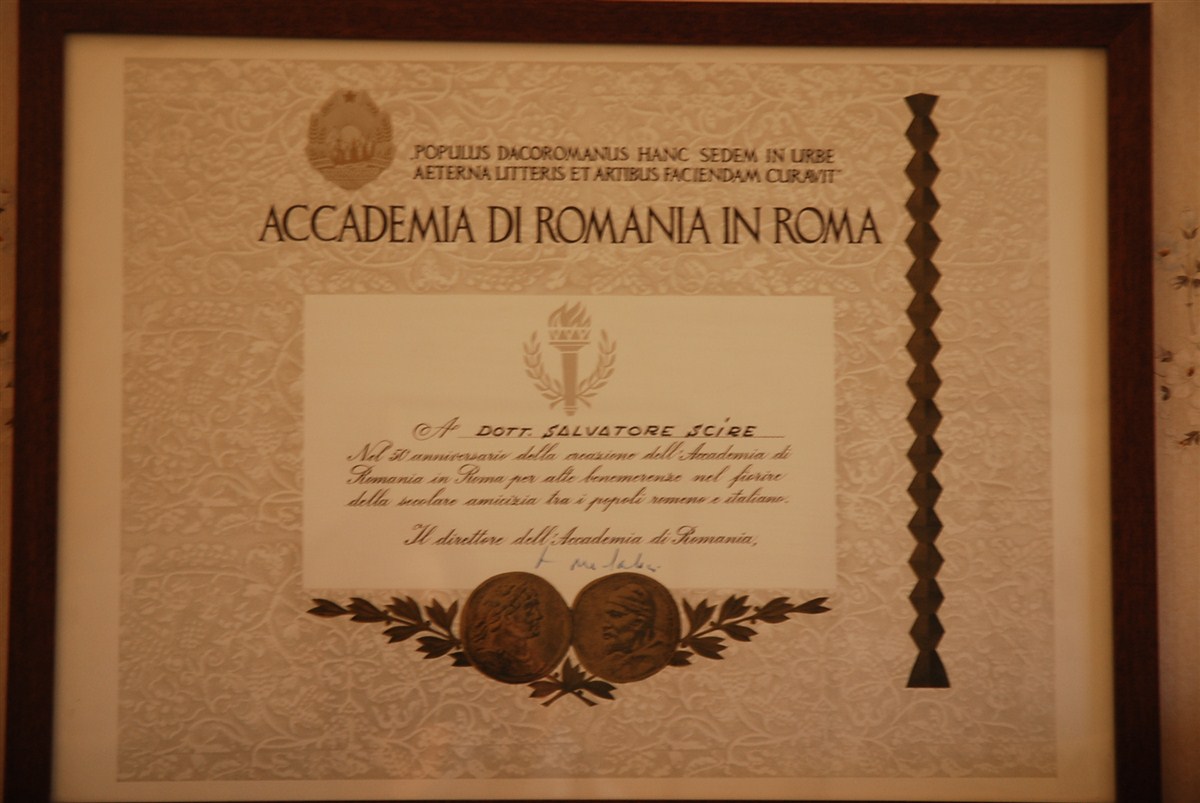 „POPULUS DACOROMANUS HANC SEDEM IN URBE
AETERNA LITTERIS ET ARTIBUS FACIENDAM CURAVIT”
ACCADEMIA DI ROMANIA IN ROMA
A DOTT. SALVATORE SCIRE
Nel 50 anniversario della creazione dell'Accademia di
Romania in Roma per alte benemerenze nel fiorire
della secolare amicizia tra i popoli romeno e italiano.
Il direttore dell'Accademia di Romania,